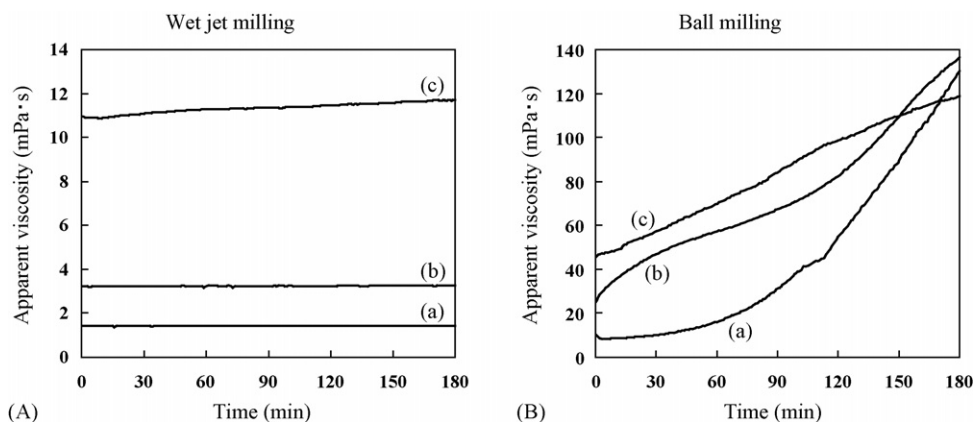 Wet jet milling
Apparent viscosity (mPa·s)
14
12
10
8
6
4
2
0
(c)
(b)
(a)
0 30 60 90 120 150 180
Time (min)
(A)
Ball milling
Apparent viscosity (mPa·s)
140
120
100
80
60
40
20
0
(c)
(b)
(a)
0 30 60 90 120 150 180
Time (min)
(B)